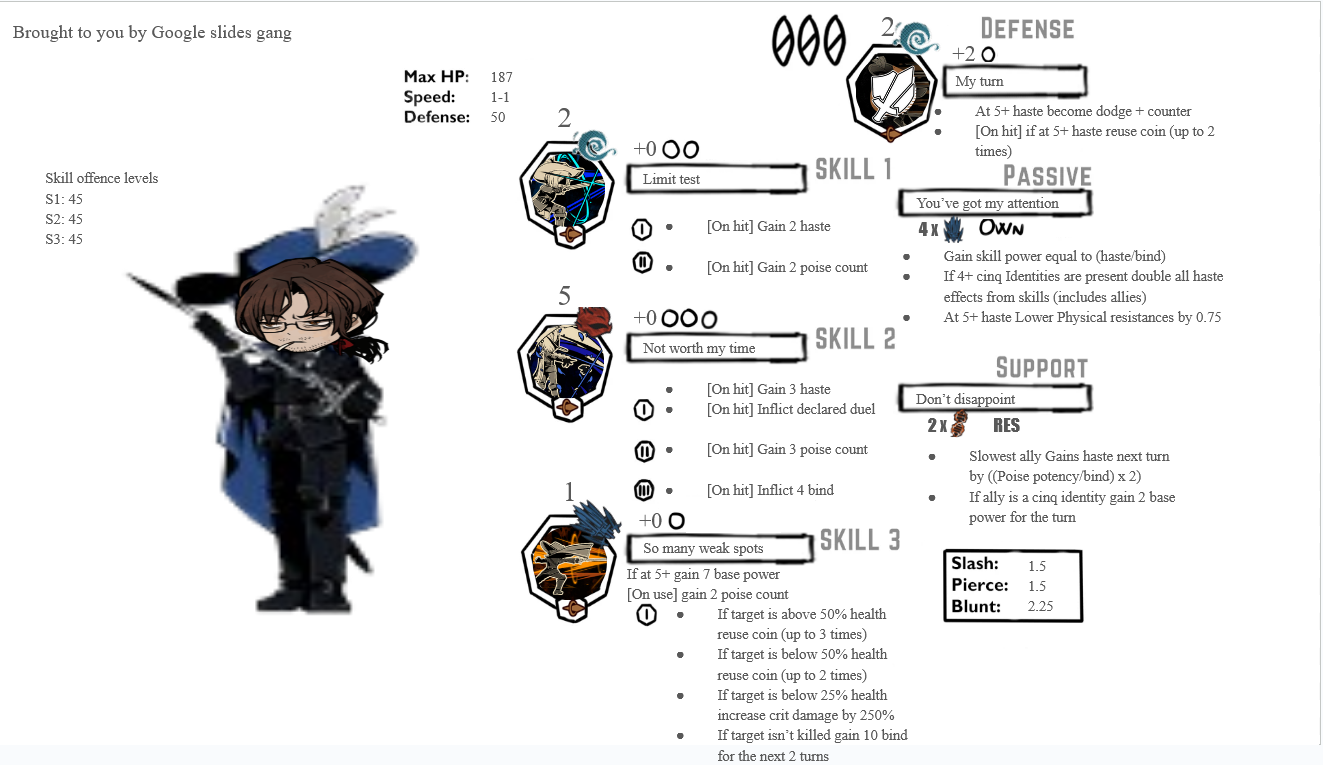 Brought to you by Google slides gang
Max HP: 187
Speed: 1-1
Defense: 50
Skill offence levels
S1: 45
S2: 45
S3: 45
2
+0
Limit test
SKILL 1
I
[On hit] Gain 2 haste
II
[On hit] Gain 2 poise count
5
+0
Not worth my time
SKILL 2
[On hit] Gain 3 haste
I
[On hit] Inflict declared duel
II
[On hit] Gain 3 poise count
III
[On hit] Inflict 4 bind
1
+0
So many weak spots
SKILL 3
If at 5+ gain 7 base power
[On use] gain 2 poise count
I
If target is above 50% health
reuse coin (up to 3 times)
If target is below 50% health
reuse coin (up to 2 times)
If target is below 25% health
increase crit damage by 250%
If target isn't killed gain 10 bind
for the next 2 turns
2
DEFENSE
+2
My turn
At 5+ haste become dodge + counter
[On hit] if at 5+ haste reuse coin (up to 2
times)
PASSIVE
You've got my attention
4 x OWN
Gain skill power equal to (haste/bind)
If 4+ cinq Identities are present double all haste
effects from skills (includes allies)
At 5+ haste Lower Physical resistances by 0.75
SUPPORT
Don't disappoint
2 x RES
Slowest ally Gains haste next turn
by ((Poise potency/bind) x 2)
If ally is a cinq identity gain 2 base
power for the turn
Slash: 1.5
Pierce: 1.5
Blunt: 2.25